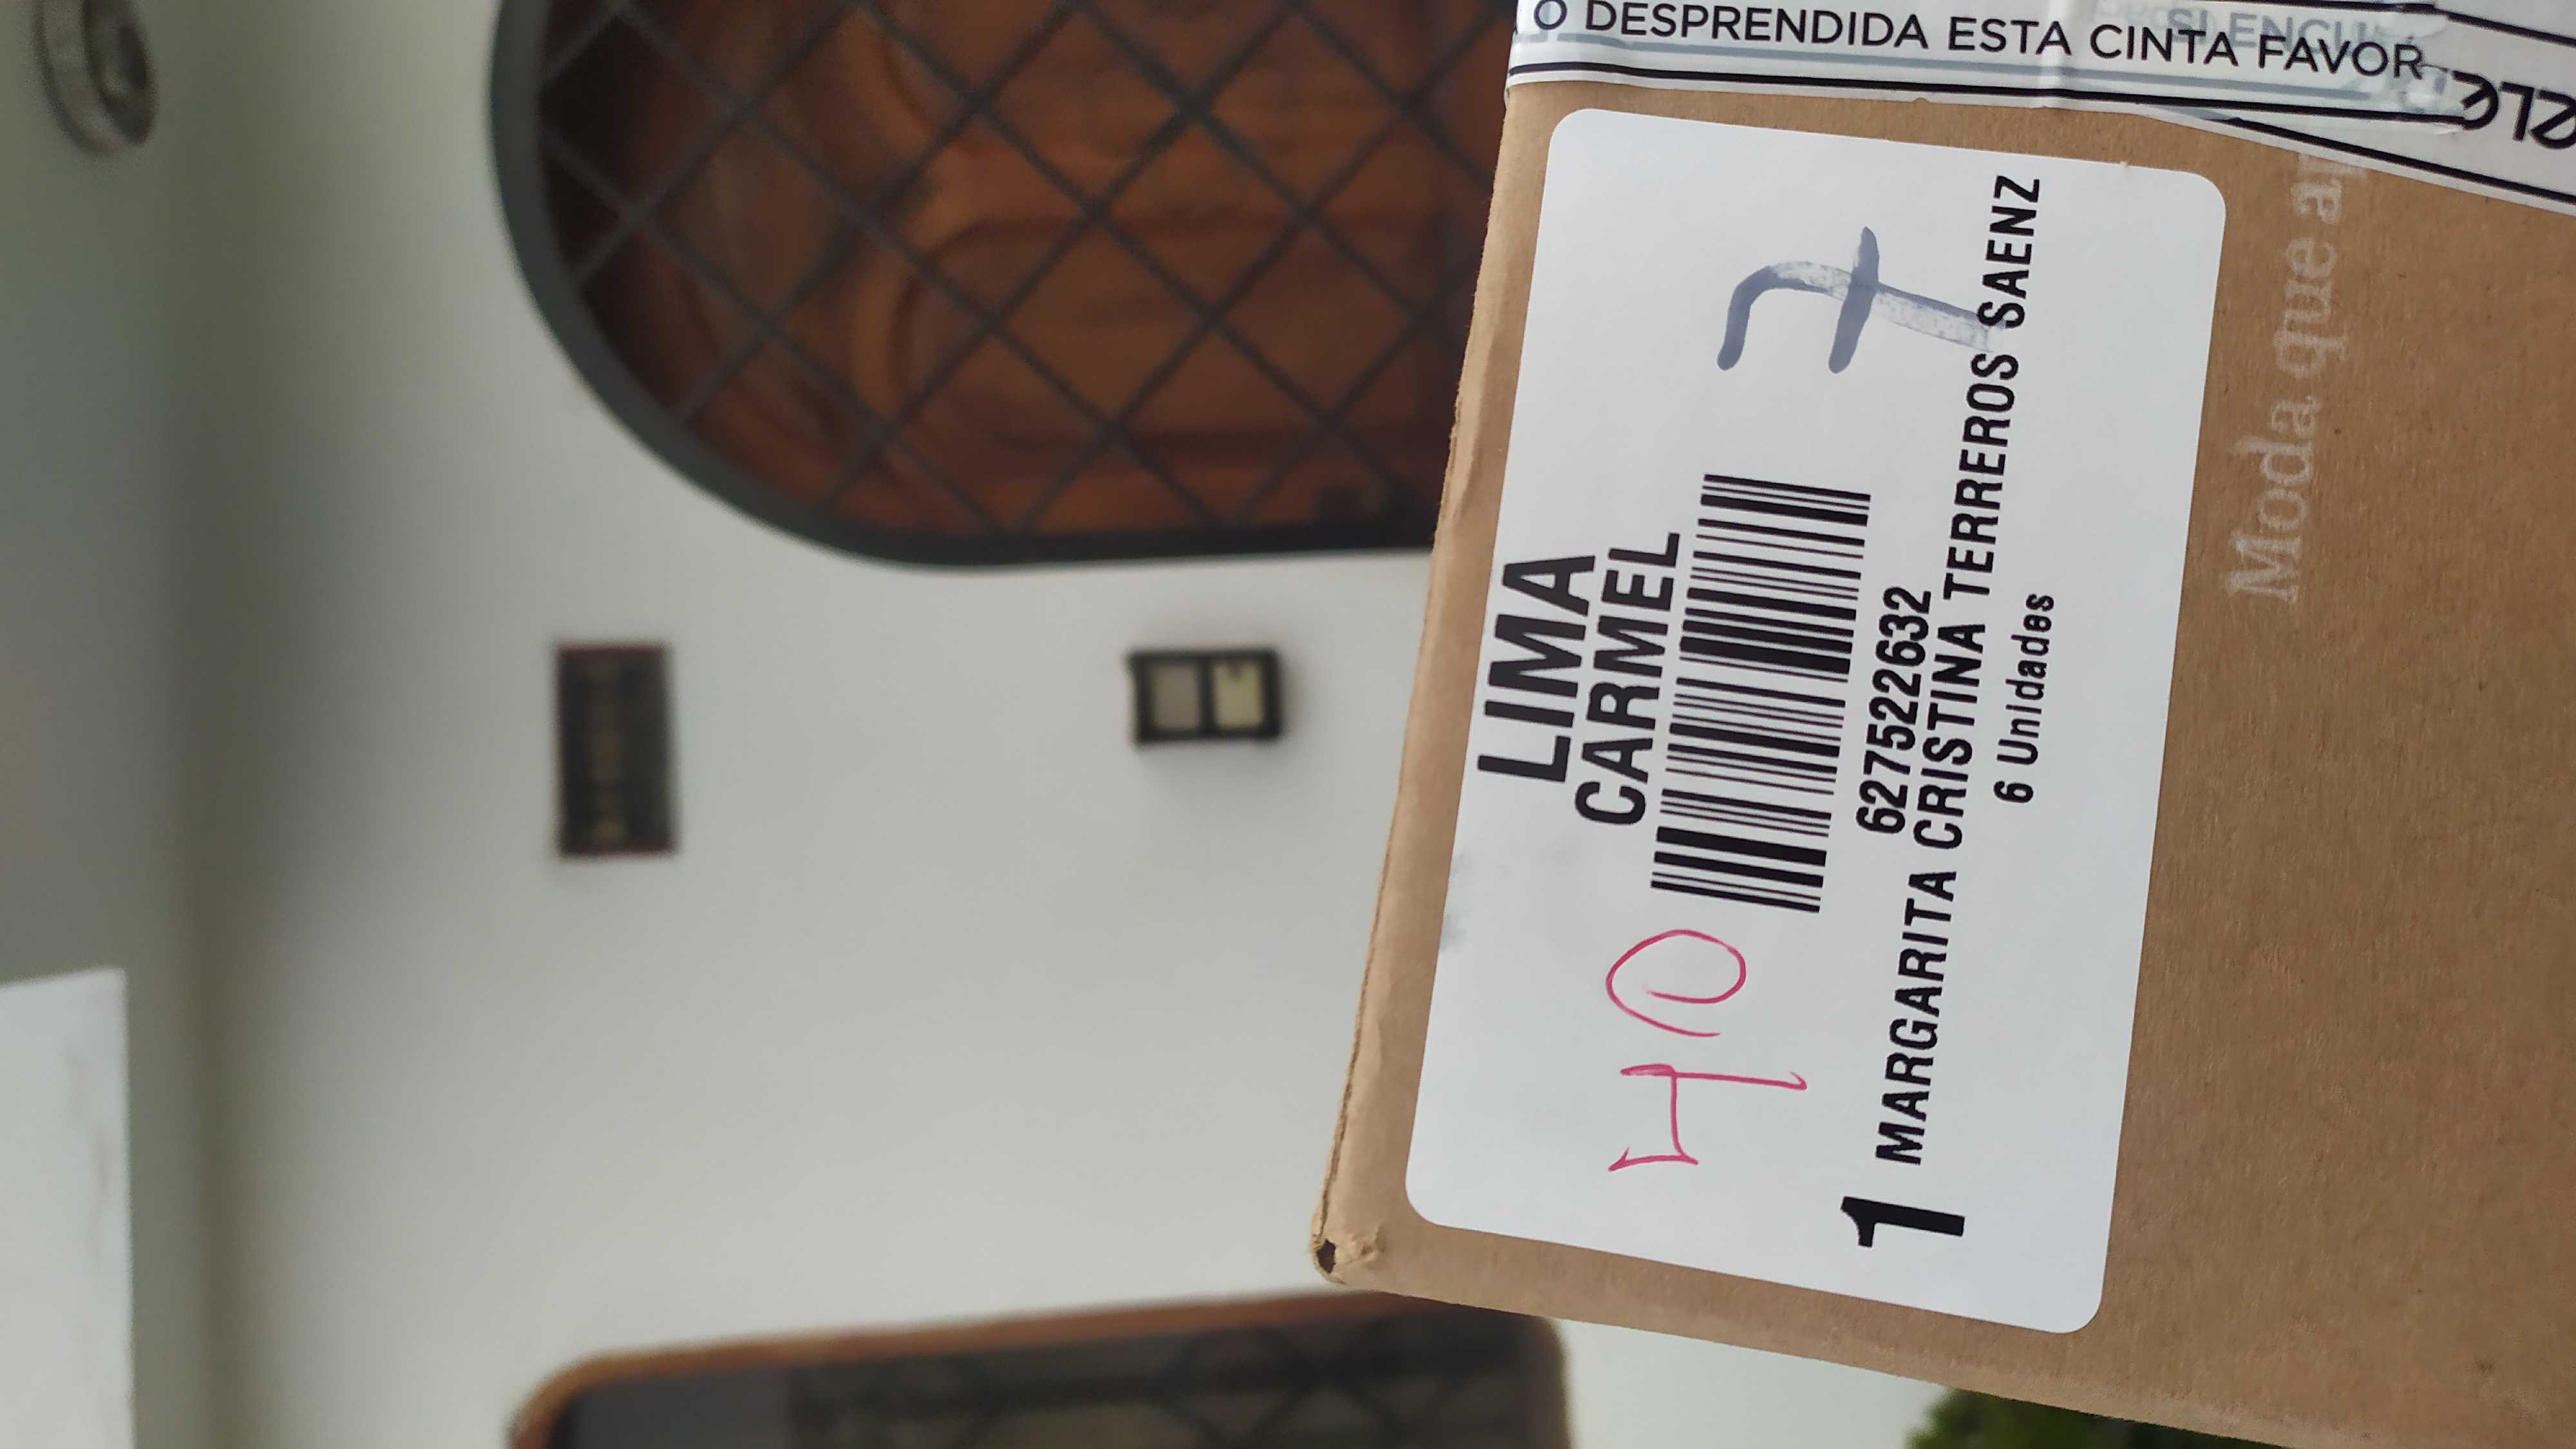 O DESPRENDIDA ESTA CINTA FAVOR
LIMA
CARMEL
40
7
627522632
1 MARGARITA CRISTINA TERREROS SAENZ
6 Unidades
Moda que